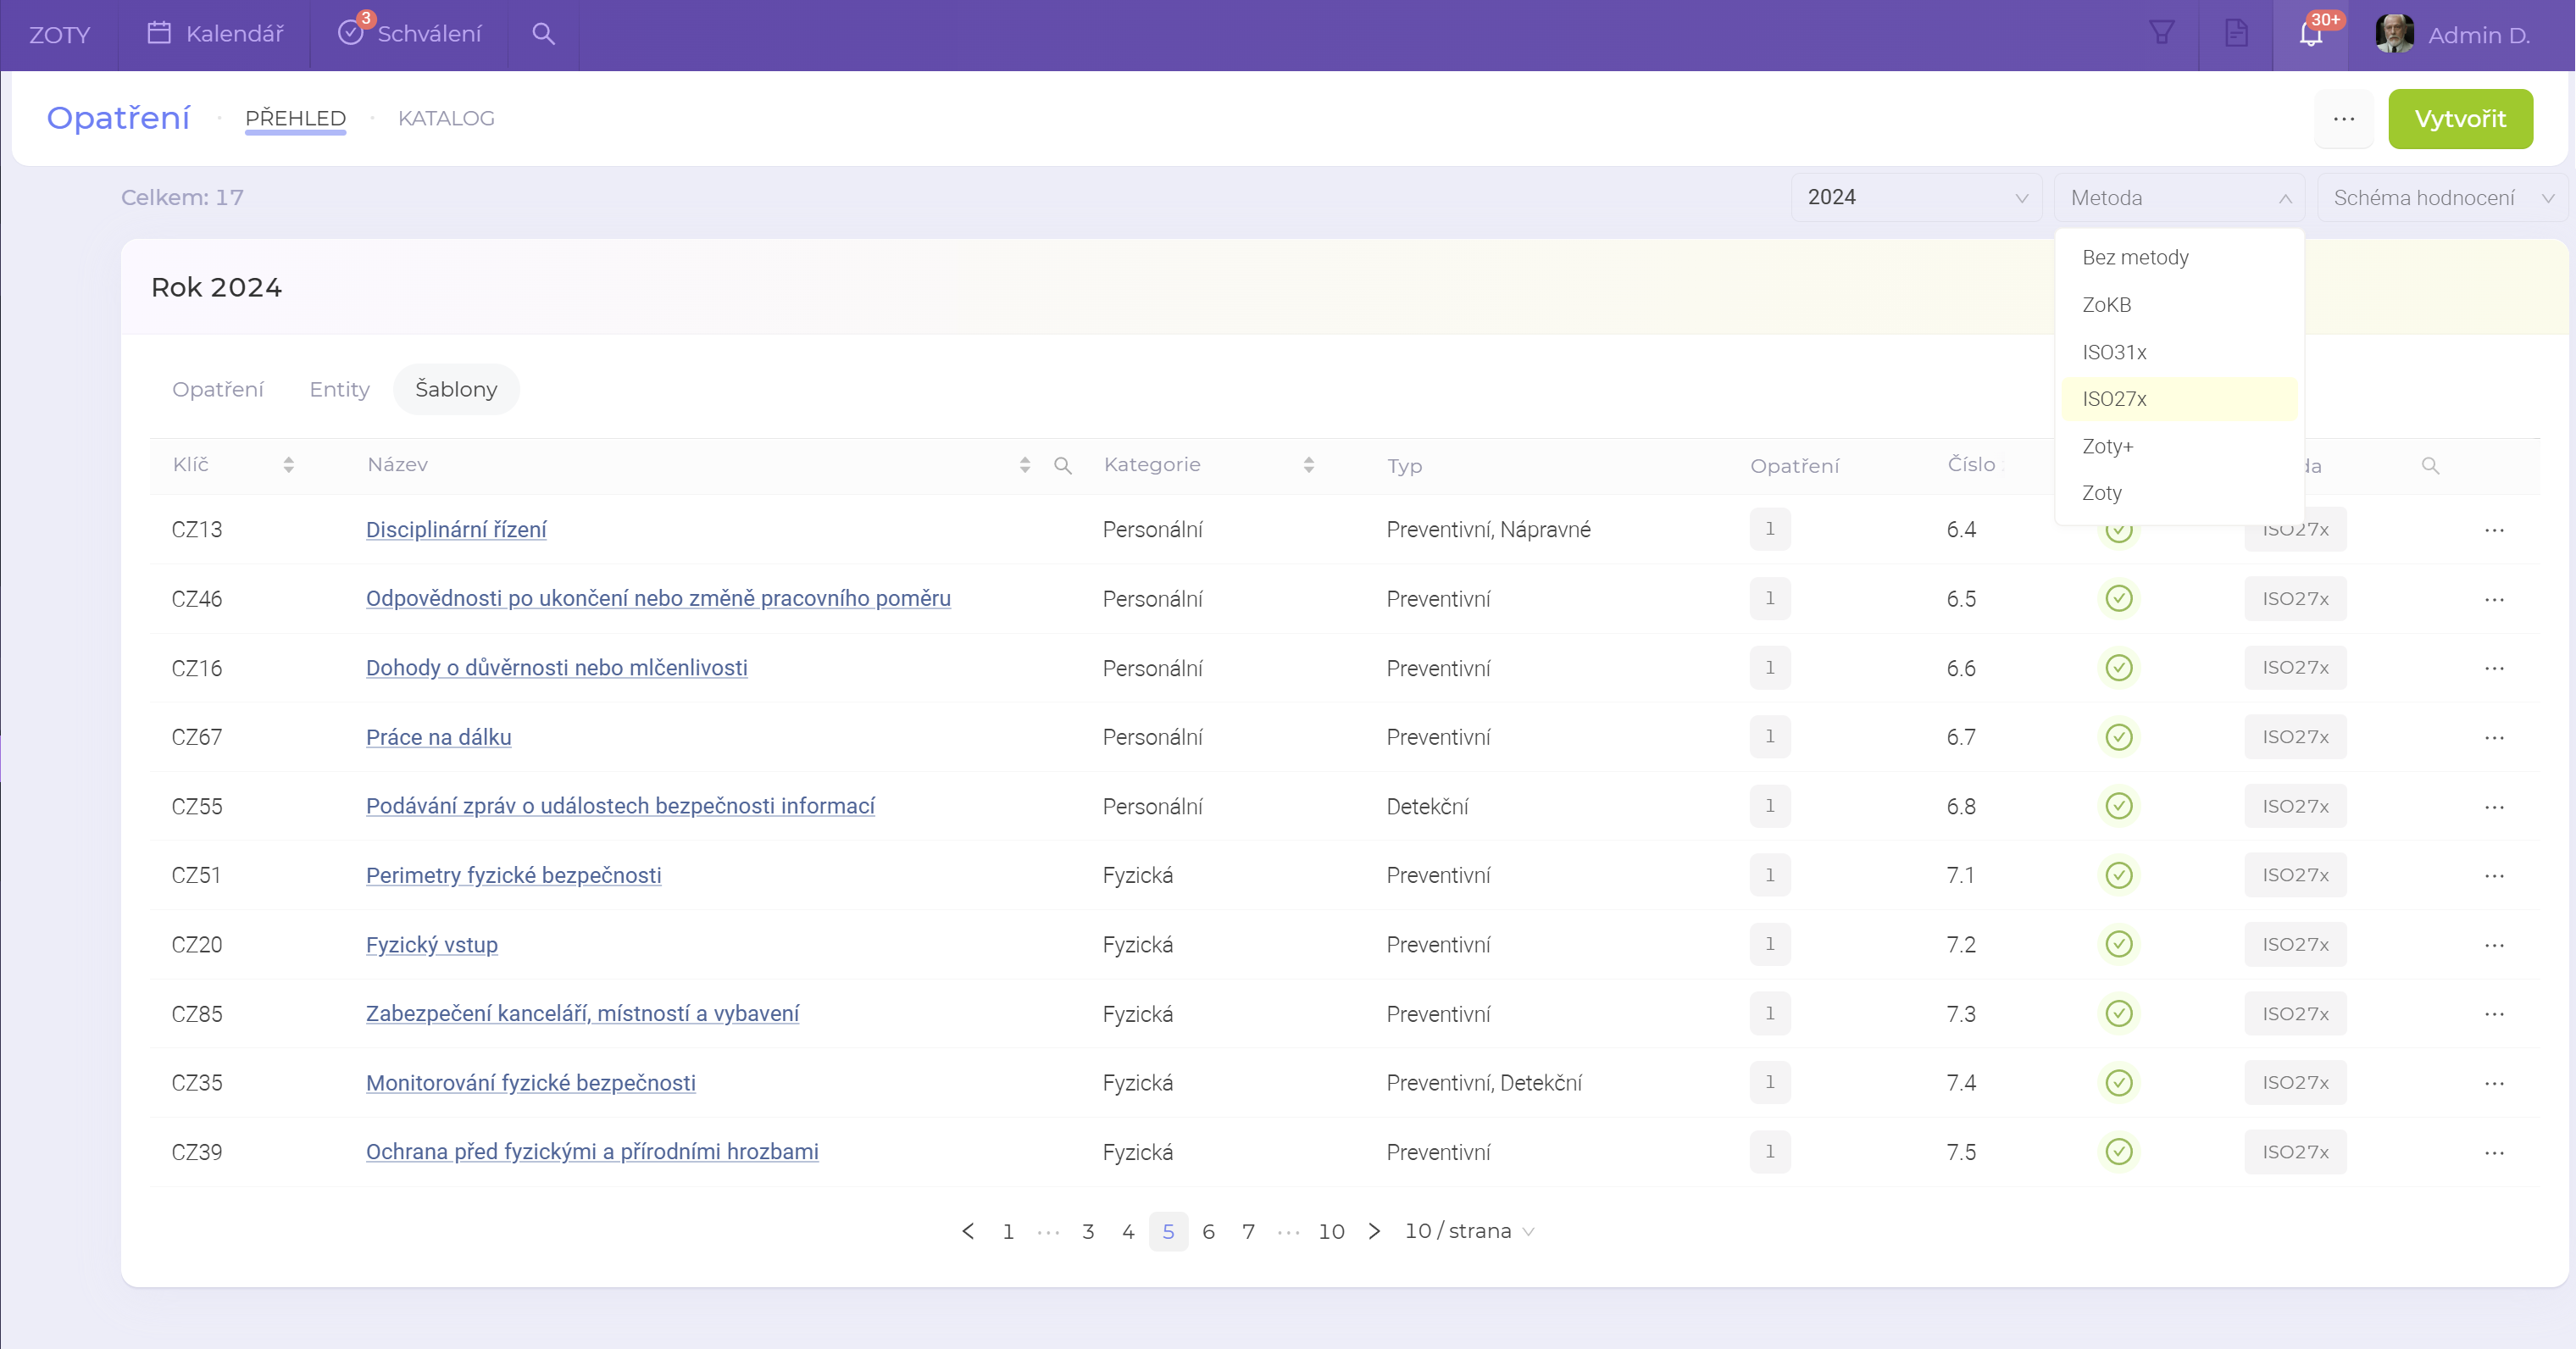 ZOTY Kalendář 3 Schválení 30+ Admin D.
Opatření · PŘEHLED · KATALOG ··· Vytvořit
Celkem: 17 2024 Metoda Schéma hodnocení
Rok 2024
Bez metody
ZoKB
ISO31x
ISO27x
Zoty+
Zoty
Opatření Entity Šablony
Klíč Název Kategorie Typ Opatření Číslo
CZ13 Disciplinární řízení Personální Preventivní, Nápravné 1 6.4 ISO27x ···
CZ46 Odpovědnosti po ukončení nebo změně pracovního poměru Personální Preventivní 1 6.5 ISO27x ···
CZ16 Dohody o důvěrnosti nebo mlčenlivosti Personální Preventivní 1 6.6 ISO27x ···
CZ67 Práce na dálku Personální Preventivní 1 6.7 ISO27x ···
CZ55 Podávání zpráv o událostech bezpečnosti informací Personální Detekční 1 6.8 ISO27x ···
CZ51 Perimetry fyzické bezpečnosti Fyzická Preventivní 1 7.1 ISO27x ···
CZ20 Fyzický vstup Fyzická Preventivní 1 7.2 ISO27x ···
CZ85 Zabezpečení kanceláří, místností a vybavení Fyzická Preventivní 1 7.3 ISO27x ···
CZ35 Monitorování fyzické bezpečnosti Fyzická Preventivní, Detekční 1 7.4 ISO27x ···
CZ39 Ochrana před fyzickými a přírodními hrozbami Fyzická Preventivní 1 7.5 ISO27x ···
1 ··· 3 4 5 6 7 ··· 10 10 / strana